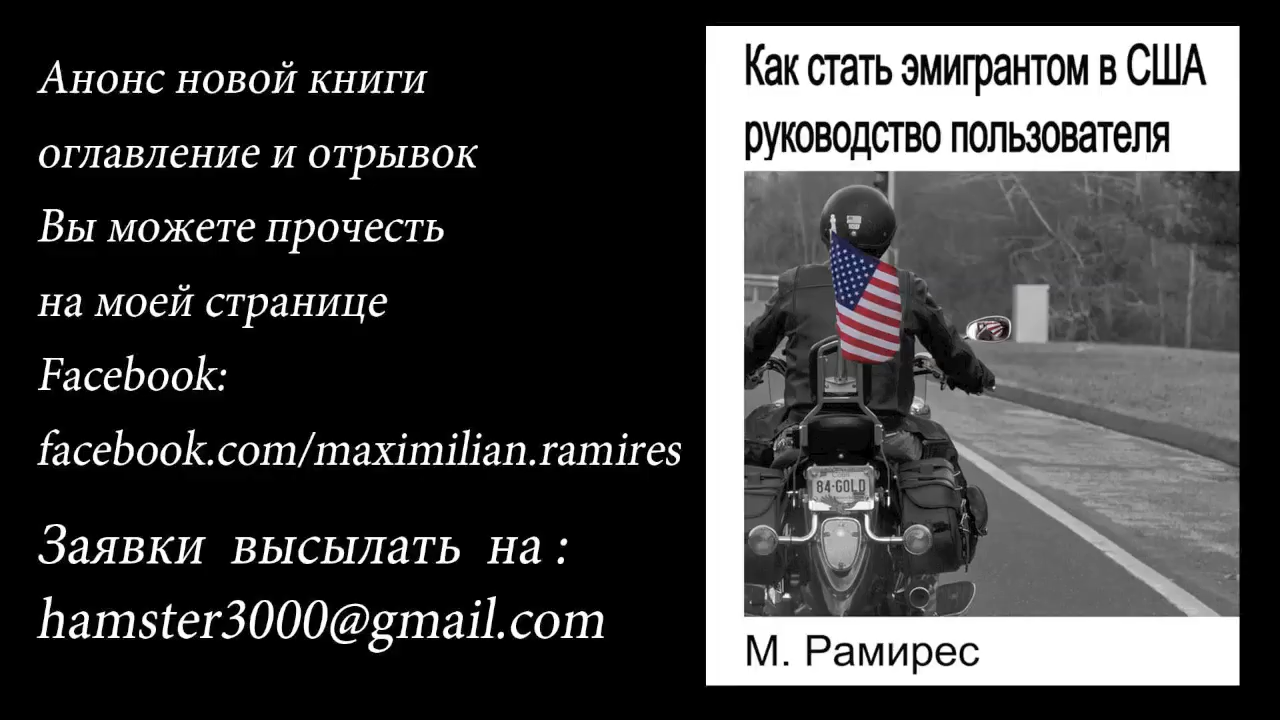 Анонс новой книги
оглавление и отрывок
Вы можете прочесть
на моей странице
Facebook:
facebook.com/maximilian.ramires
Заявки высылать на :
hamster3000@gmail.com
Как стать эмигрантом в США
руководство пользователя
84-GOLD
М. Рамирес